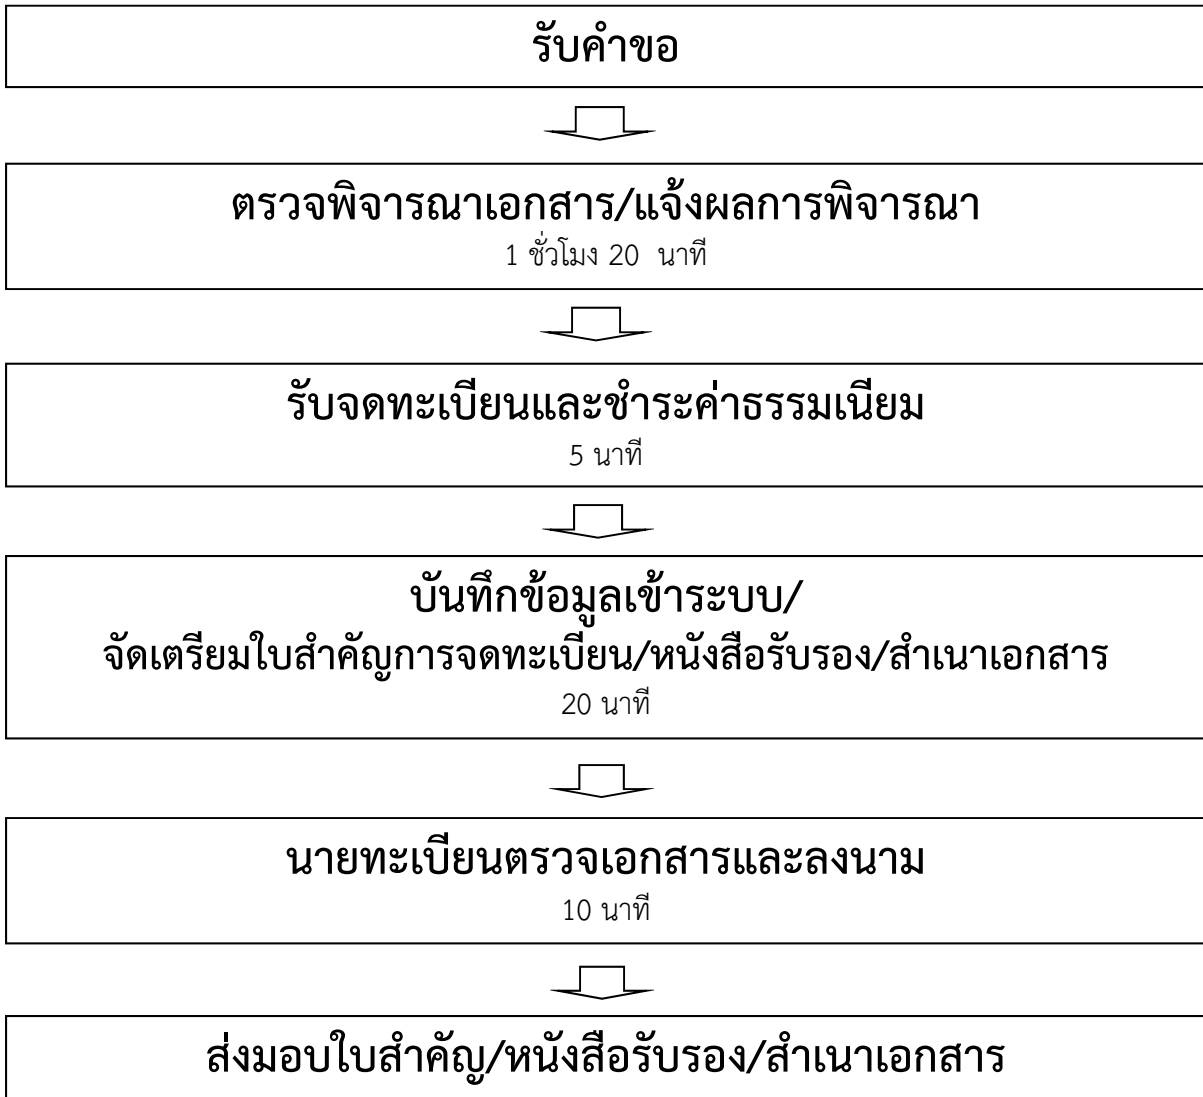 รับคำขอ
ตรวจพิจารณาเอกสาร/แจ้งผลการพิจารณา
1 ชั่วโมง 20 นาที
รับจดทะเบียนและชำระค่าธรรมเนียม
5 นาที
บันทึกข้อมูลเข้าระบบ/
จัดเตรียมใบสำคัญการจดทะเบียน/หนังสือรับรอง/สำเนาเอกสาร
20 นาที
นายทะเบียนตรวจเอกสารและลงนาม
10 นาที
ส่งมอบใบสำคัญ/หนังสือรับรอง/สำเนาเอกสาร